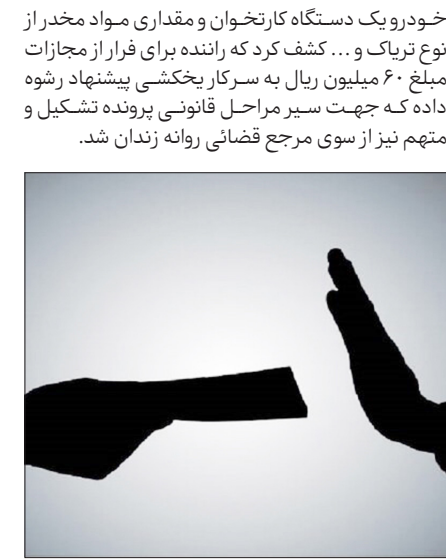 خودرو یک دستگاه کارتخوان و مقداری مواد مخدر از
نوع تریاک و ... کشف کرد که راننده برای فرار از مجازات
مبلغ ۶۰ میلیون ریال به سرکار یخکشی پیشنهاد رشوه
داده که جهت سیر مراحل قانونی پرونده تشکیل و
متهم نیز از سوی مرجع قضائی روانه زندان شد.